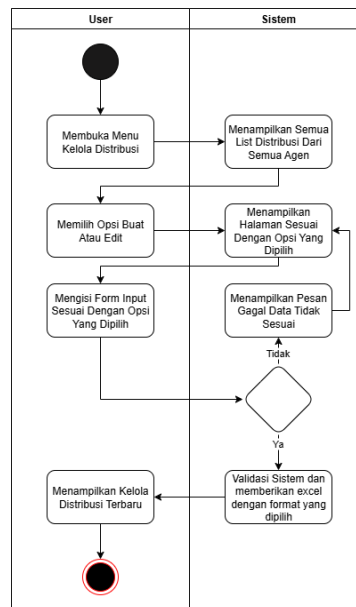 User
Sistem
Membuka Menu
Kelola Distribusi
Menampilkan Semua
List Distribusi Dari
Semua Agen
Memilih Opsi Buat
Atau Edit
Menampilkan
Halaman Sesuai
Dengan Opsi Yang
Dipilih
Mengisi Form Input
Sesuai Dengan Opsi
Yang Dipilih
Menampilkan Pesan
Gagal Data Tidak
Sesuai
Tidak
Ya
Validasi Sistem dan
memberikan excel
dengan format yang
dipilih
Menampilkan Kelola
Distribusi Terbaru